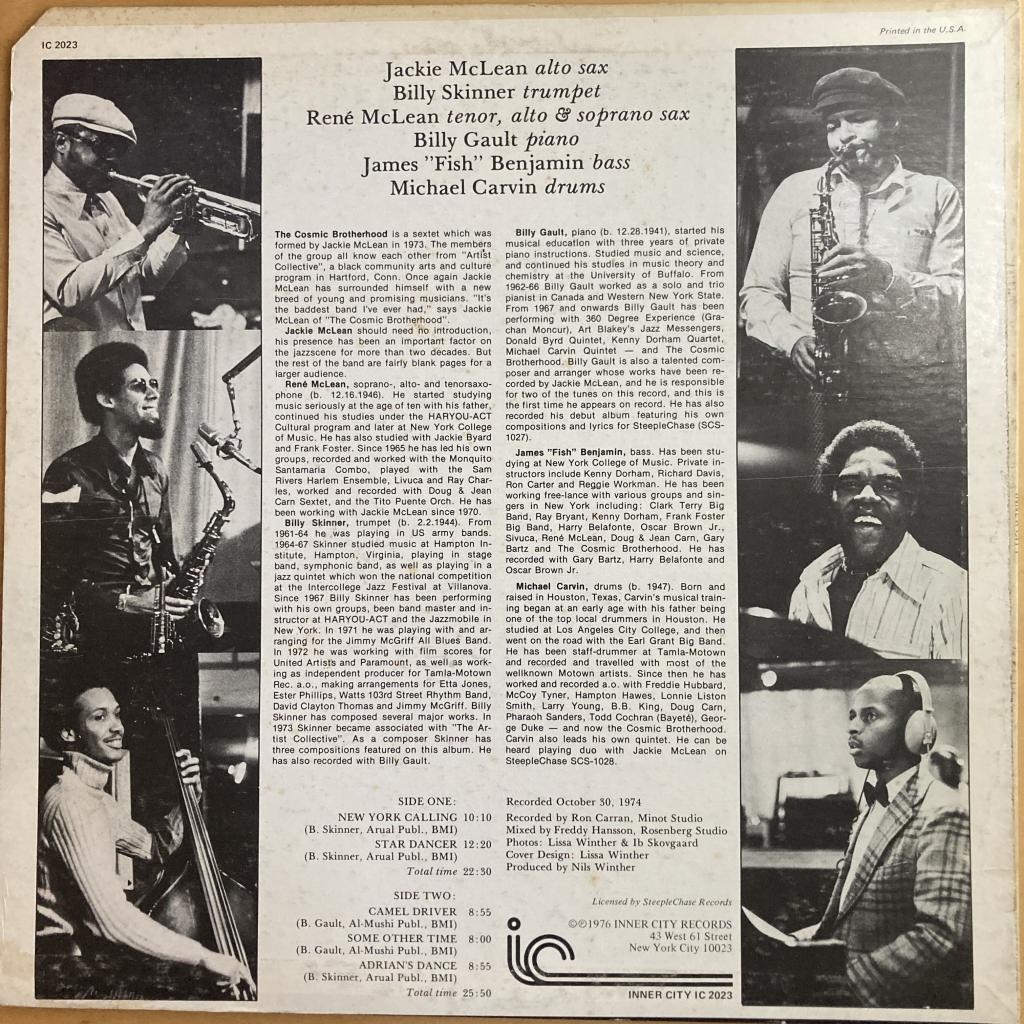 IC 2023
Printed in the U.S.A.
Jackie McLean alto sax
Billy Skinner trumpet
René McLean tenor, alto & soprano sax
Billy Gault piano
James "Fish" Benjamin bass
Michael Carvin drums
The Cosmic Brotherhood is a sextet which was
formed by Jackie McLean in 1973. The members
of the group all know each other from "Artist
Collective", a black community arts and culture
program in Hartford, Conn. Once again Jackie
McLean has surrounded himself with a new
breed of young and promising musicians. "It's
the baddest band I've ever had," says Jackie
McLean of "The Cosmic Brotherhood".
Jackie McLean should need no introduction,
his presence has been an important factor on
the jazzscene for more than two decades. But
the rest of the band are fairly blank pages for a
larger audience.
René McLean, soprano-, alto- and tenorsaxo-
phone (b. 12.16.1946). He started studying
music seriously at the age of ten with his father,
continued his studies under the HARYOU-ACT
Cultural program and later at New York College
of Music. He has also studied with Jackie Byard
and Frank Foster. Since 1965 he has led his own
groups, recorded and worked with the Monquito
Santamaria Combo, played with the Sam
Rivers Harlem Ensemble, Livuca and Ray Char-
les, worked and recorded with Doug & Jean
Carn Sextet, and the Tito Puente Orch. He has
been working with Jackie McLean since 1970.
Billy Skinner, trumpet (b. 2.2.1944). From
1961-64 he was playing in US army bands.
1964-67 Skinner studied music at Hampton In-
stitute, Hampton, Virginia, playing in stage
band, symphonic band, as well as playing in a
jazz quintet which won the national competition
at the Intercollege Jazz Festival at Villanova.
Since 1967 Billy Skinner has been performing
with his own groups, been band master and in-
structor at HARYOU-ACT and the Jazzmobile in
New York. In 1971 he was playing with and ar-
ranging for the Jimmy McGriff All Blues Band.
In 1972 he was working with film scores for
United Artists and Paramount, as well as work-
ing as independent producer for Tamla-Motown
Rec. a.o., making arrangements for Etta Jones,
Ester Phillips, Watts 103rd Street Rhythm Band,
David Clayton Thomas and Jimmy McGriff. Billy
Skinner has composed several major works. In
1973 Skinner became associated with "The Ar-
tist Collective". As a composer Skinner has
three compositions featured on this album. He
has also recorded with Billy Gault.
Billy Gault, piano (b. 12.28.1941), started his
musical education with three years of private
piano instructions. Studied music and science,
and continued his studies in music theory and
chemistry at the University of Buffalo. From
1962-66 Billy Gault worked as a solo and trio
pianist in Canada and Western New York State.
From 1967 and onwards Billy Gault has been
performing with 360 Degree Experience (Gra-
chan Moncur), Art Blakey's Jazz Messengers,
Donald Byrd Quintet, Kenny Dorham Quartet,
Michael Carvin Quintet — and The Cosmic
Brotherhood. Billy Gault is also a talented com-
poser and arranger whose works have been re-
corded by Jackie McLean, and he is responsible
for two of the tunes on this record, and this is
the first time he appears on record. He has also
recorded his debut album featuring his own
compositions and lyrics for SteepleChase (SCS-
1027).
James "Fish" Benjamin, bass. Has been stu-
dying at New York College of Music. Private in-
structors include Kenny Dorham, Richard Davis,
Ron Carter and Reggie Workman. He has been
working free-lance with various groups and sin-
gers in New York including: Clark Terry Big
Band, Ray Bryant, Kenny Dorham, Frank Foster
Big Band, Harry Belafonte, Oscar Brown Jr.,
Sivuca, René McLean, Doug & Jean Carn, Gary
Bartz and The Cosmic Brotherhood. He has
recorded with Gary Bartz, Harry Belafonte and
Oscar Brown Jr.
Michael Carvin, drums (b. 1947). Born and
raised in Houston, Texas, Carvin's musical train-
ing began at an early age with his father being
one of the top local drummers in Houston. He
studied at Los Angeles City College, and then
went on the road with the Earl Grant Big Band.
He has been staff-drummer at Tamla-Motown
and recorded and travelled with most of the
wellknown Motown artists. Since then he has
worked and recorded a.o. with Freddie Hubbard,
McCoy Tyner, Hampton Hawes, Lonnie Liston
Smith, Larry Young, B.B. King, Doug Carn,
Pharaoh Sanders, Todd Cochran (Bayeté), Geor-
ge Duke — and now the Cosmic Brotherhood.
Carvin also leads his own quintet. He can be
heard playing duo with Jackie McLean on
SteepleChase SCS-1028.
SIDE ONE:
NEW YORK CALLING 10:10
(B. Skinner, Arual Publ., BMI)
STAR DANCER 12:20
(B. Skinner, Arual Publ., BMI)
Total time 22:30
SIDE TWO:
CAMEL DRIVER 8:55
(B. Gault, Al-Mushi Publ., BMI)
SOME OTHER TIME 8:00
(B. Gault, Al-Mushi Publ., BMI)
ADRIAN'S DANCE 8:55
(B. Skinner, Arual Publ., BMI)
Total time 25:50
Recorded October 30, 1974
Recorded by Ron Carran, Minot Studio
Mixed by Freddy Hansson, Rosenberg Studio
Photos: Lissa Winther & Ib Skovgaard
Cover Design: Lissa Winther
Produced by Nils Winther
Licensed by SteepleChase Records
©℗1976 INNER CITY RECORDS
43 West 61 Street
New York City 10023
ic
INNER CITY IC 2023